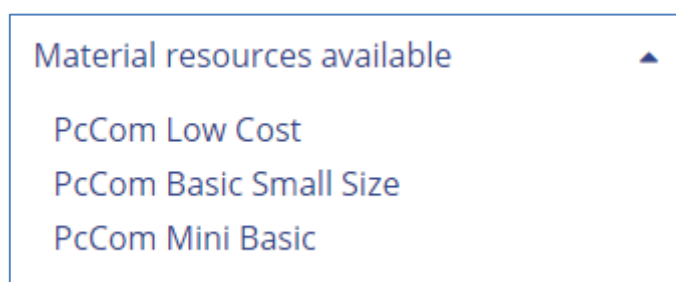 Material resources available
PcCom Low Cost
PcCom Basic Small Size
PcCom Mini Basic